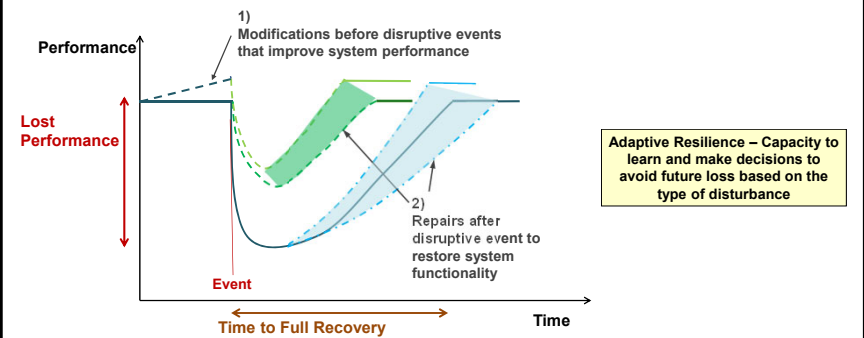 1)
Modifications before disruptive events
that improve system performance
Performance
Lost
Performance
Adaptive Resilience – Capacity to
learn and make decisions to
avoid future loss based on the
type of disturbance
2)
Repairs after
disruptive event to
restore system
functionality
Event
Time to Full Recovery
Time